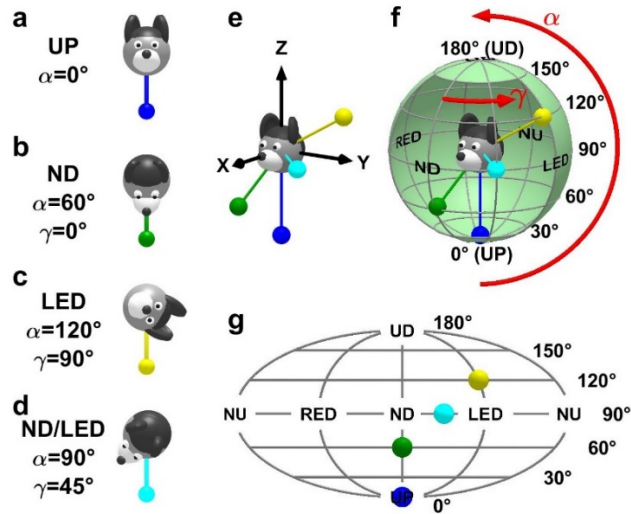 a
UP
α=0°
b
ND
α=60°
γ=0°
c
LED
α=120°
γ=90°
d
ND/LED
α=90°
γ=45°
e
Z
X
Y
f
α
180° (UD)
150°
γ
120°
RED
NU
ND
LED
90°
60°
30°
0° (UP)
g
UD
180°
150°
120°
NU
RED
ND
LED
NU
90°
60°
30°
UP
0°